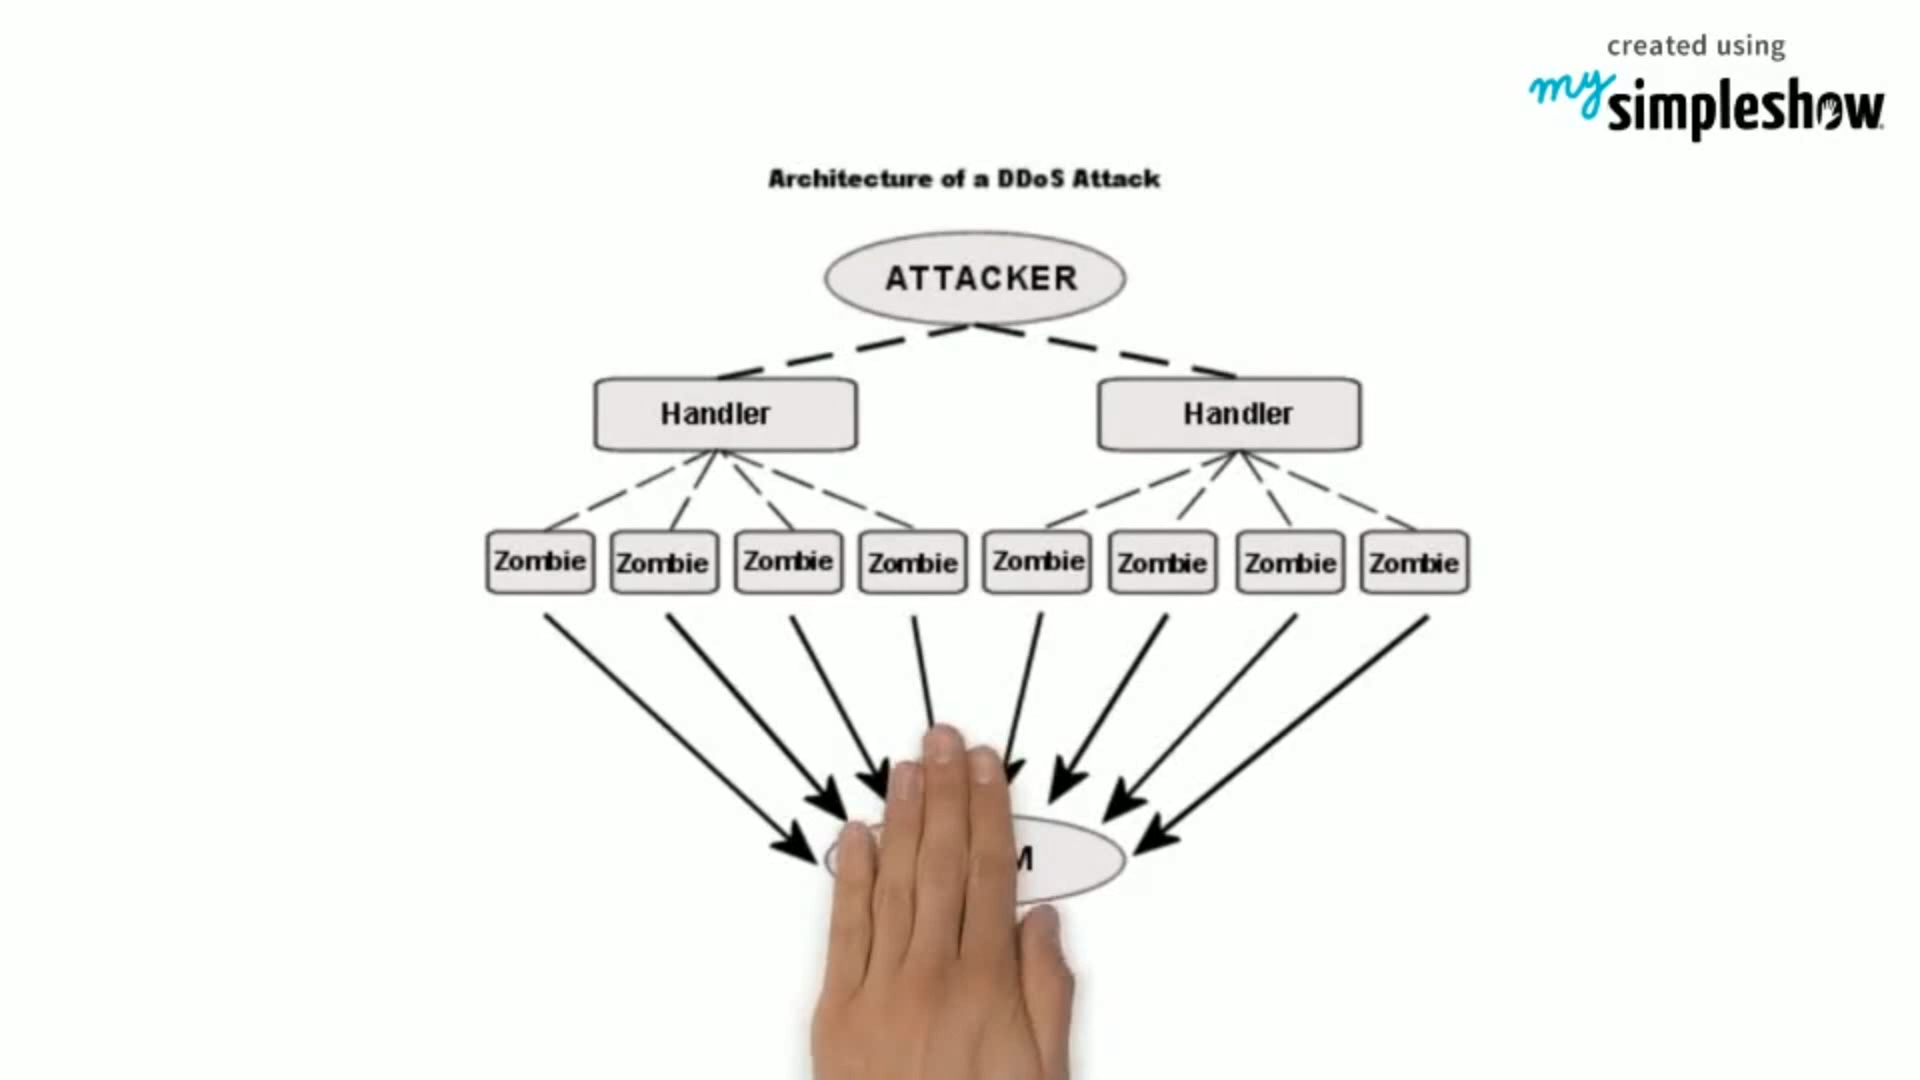 created using
my simpleshow
Architecture of a DDoS Attack
ATTACKER
Handler Handler
Zombie Zombie Zombie Zombie Zombie Zombie Zombie Zombie
M